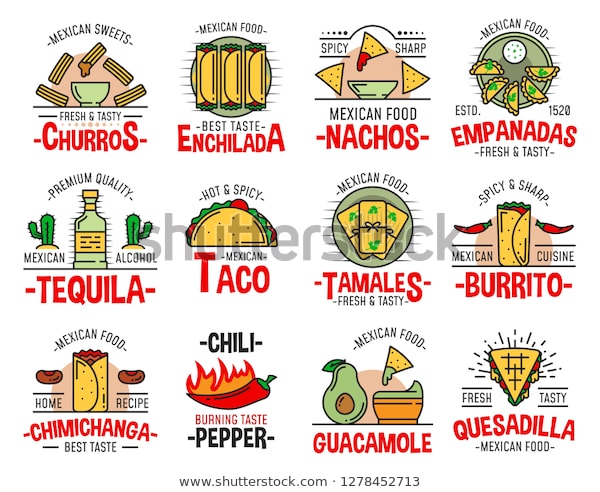 -MEXICAN SWEETS-
FRESH & TASTY
-CHURROS-
-MEXICAN FOOD-
-BEST TASTE-
ENCHILADA
SPICY SHARP
MEXICAN FOOD
-NACHOS-
-MEXICAN FOOD-
ESTD. 1520
EMPANADAS
-FRESH & TASTY-
-PREMIUM QUALITY-
MEXICAN ALCOHOL
-TEQUILA-
-HOT & SPICY-
-MEXICAN-
TACO
-MEXICAN FOOD-
-TAMALES-
FRESH & TASTY
-SPICY & SHARP-
MEXICAN CUISINE
-BURRITO-
-MEXICAN FOOD-
HOME RECIPE
-CHIMICHANGA-
BEST TASTE
-CHILI-
BURNING TASTE
-PEPPER-
-MEXICAN FOOD-
GUACAMOLE
FRESH TASTY
QUESADILLA
-MEXICAN FOOD-
shutterstock
IMAGE ID: 1278452713
www.shutterstock.com